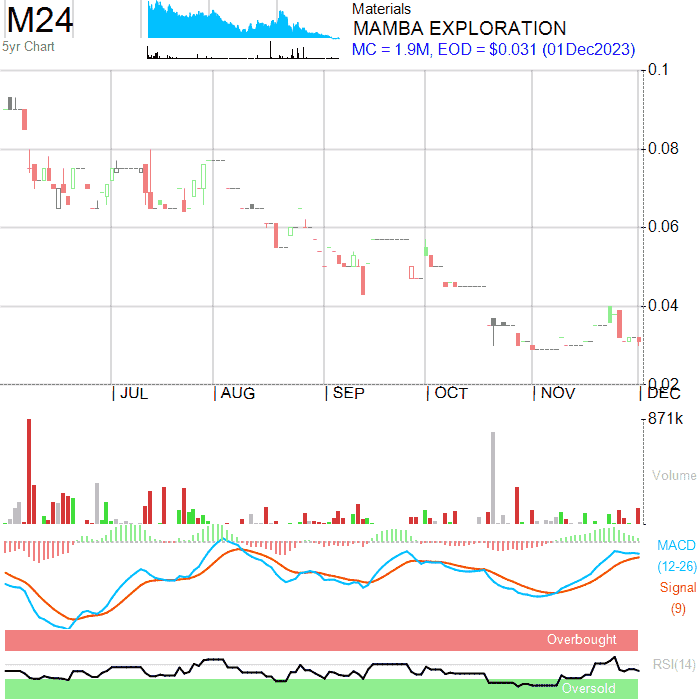 M24
5yr Chart
Materials
MAMBA EXPLORATION
MC = 1.9M, EOD = $0.031 (01Dec2023)
0.1
0.08
0.06
0.04
0.02
JUL
AUG
SEP
OCT
NOV
DEC
871k
Volume
MACD
(12-26)
Signal
(9)
Overbought
RSI(14)
Oversold